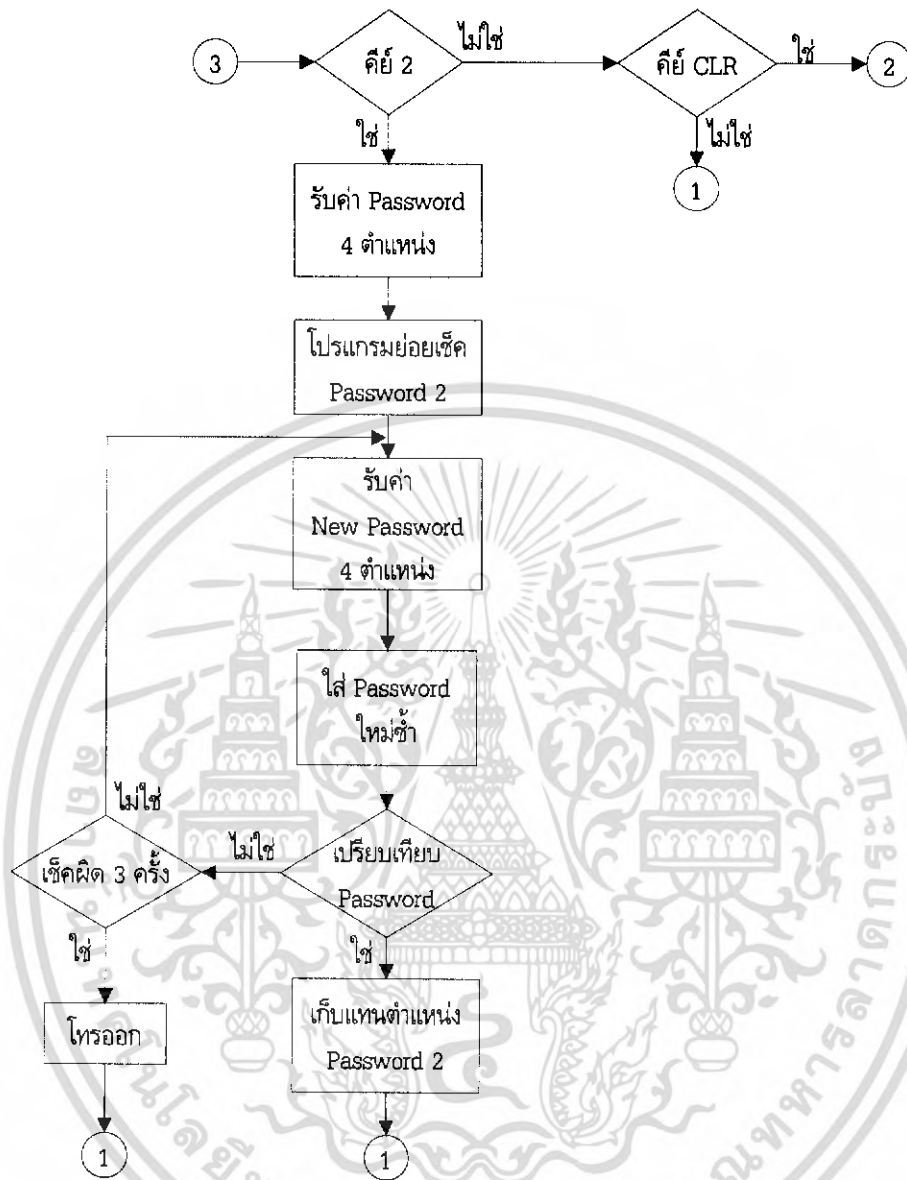 3
คีย์ 2
ไม่ใช่
คีย์ CLR
ใช่
2
ใช่
ไม่ใช่
1
รับค่า Password
4 ตำแหน่ง
โปรแกรมย่อยเช็ค
Password 2
รับค่า
New Password
4 ตำแหน่ง
ใส่ Password
ใหม่ซ้ำ
ไม่ใช่
เช็คผิด 3 ครั้ง
ไม่ใช่
เปรียบเทียบ
Password
ใช่
ใช่
โทรออก
เก็บแทนตำแหน่ง
Password 2
1
1